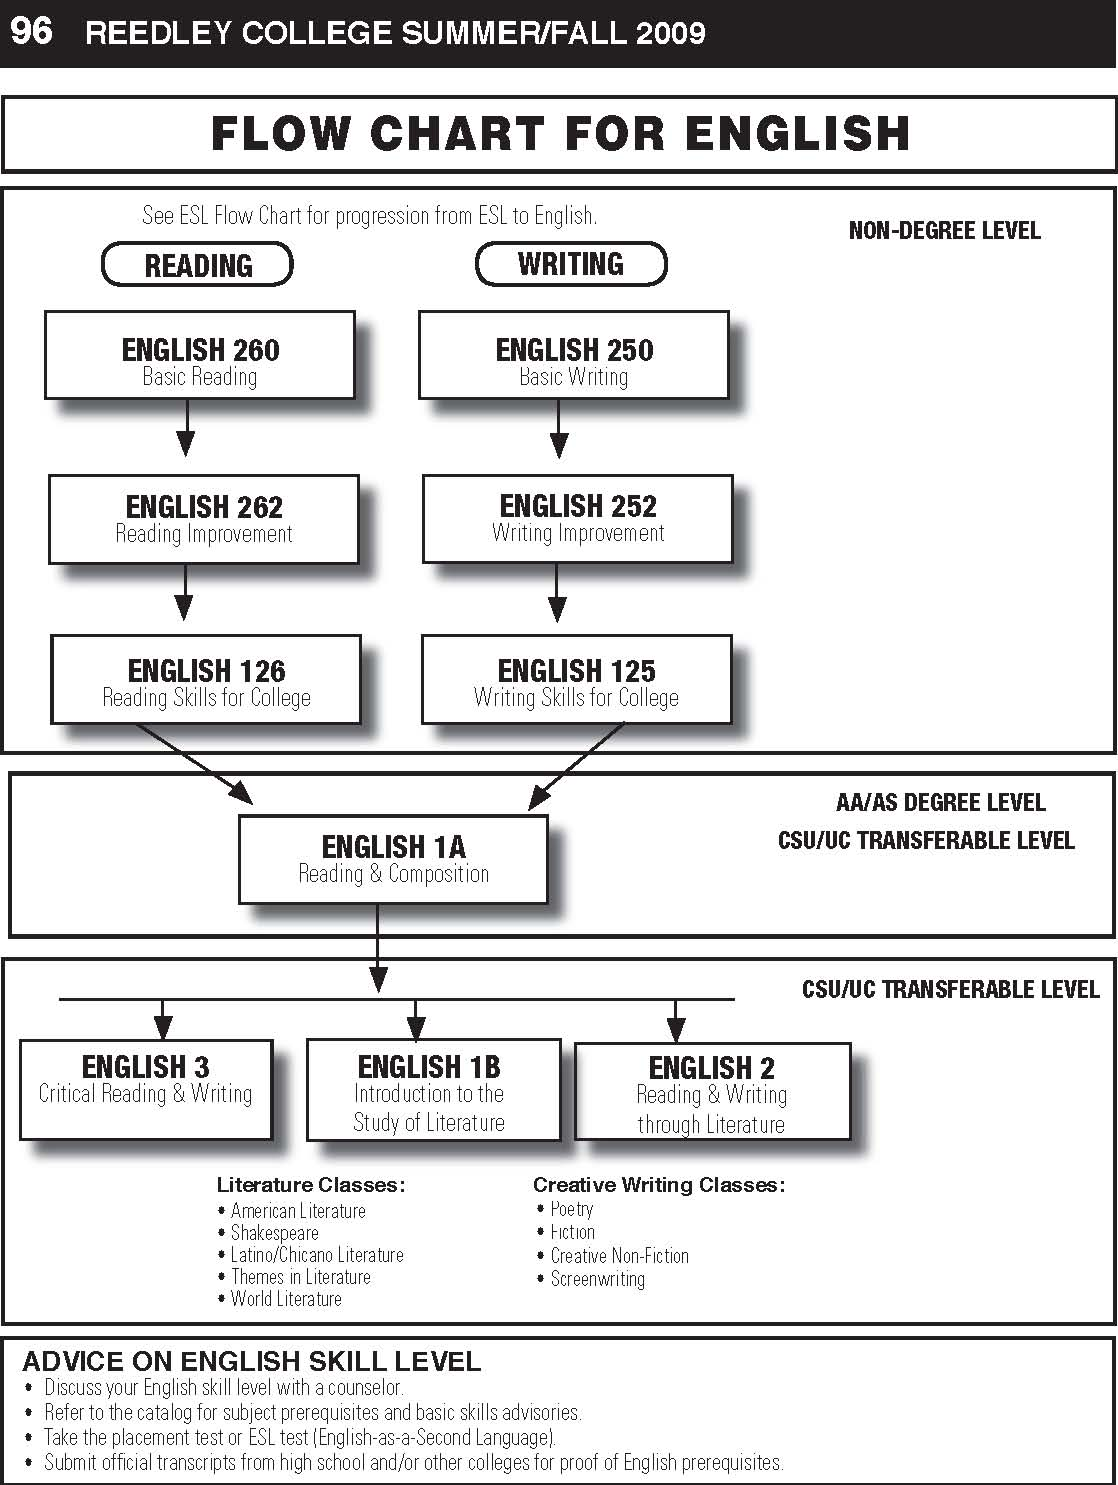 96 REEDLEY COLLEGE SUMMER/FALL 2009
FLOW CHART FOR ENGLISH
See ESL Flow Chart for progression from ESL to English.
NON-DEGREE LEVEL
READING
WRITING
ENGLISH 260
Basic Reading
ENGLISH 250
Basic Writing
ENGLISH 262
Reading Improvement
ENGLISH 252
Writing Improvement
ENGLISH 126
Reading Skills for College
ENGLISH 125
Writing Skills for College
AA/AS DEGREE LEVEL
CSU/UC TRANSFERABLE LEVEL
ENGLISH 1A
Reading & Composition
CSU/UC TRANSFERABLE LEVEL
ENGLISH 3
Critical Reading & Writing
ENGLISH 1B
Introduction to the
Study of Literature
ENGLISH 2
Reading & Writing
through Literature
Literature Classes:
• American Literature
• Shakespeare
• Latino/Chicano Literature
• Themes in Literature
• World Literature
Creative Writing Classes:
• Poetry
• Fiction
• Creative Non-Fiction
• Screenwriting
ADVICE ON ENGLISH SKILL LEVEL
• Discuss your English skill level with a counselor.
• Refer to the catalog for subject prerequisites and basic skills advisories.
• Take the placement test or ESL test (English-as-a-Second Language).
• Submit official transcripts from high school and/or other colleges for proof of English prerequisites.